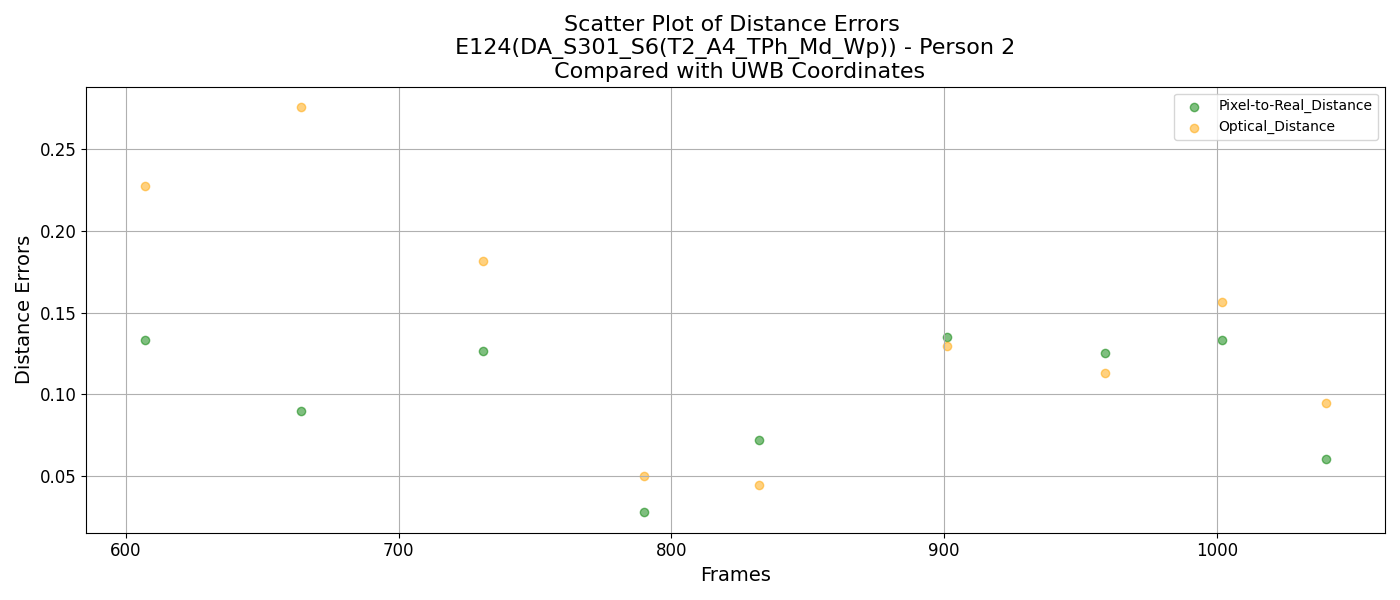 Scatter Plot of Distance Errors
E124(DA_S301_S6(T2_A4_TPh_Md_Wp)) - Person 2
Compared with UWB Coordinates
Pixel-to-Real_Distance
Optical_Distance
Distance Errors
0.25
0.20
0.15
0.10
0.05
600 700 800 900 1000
Frames